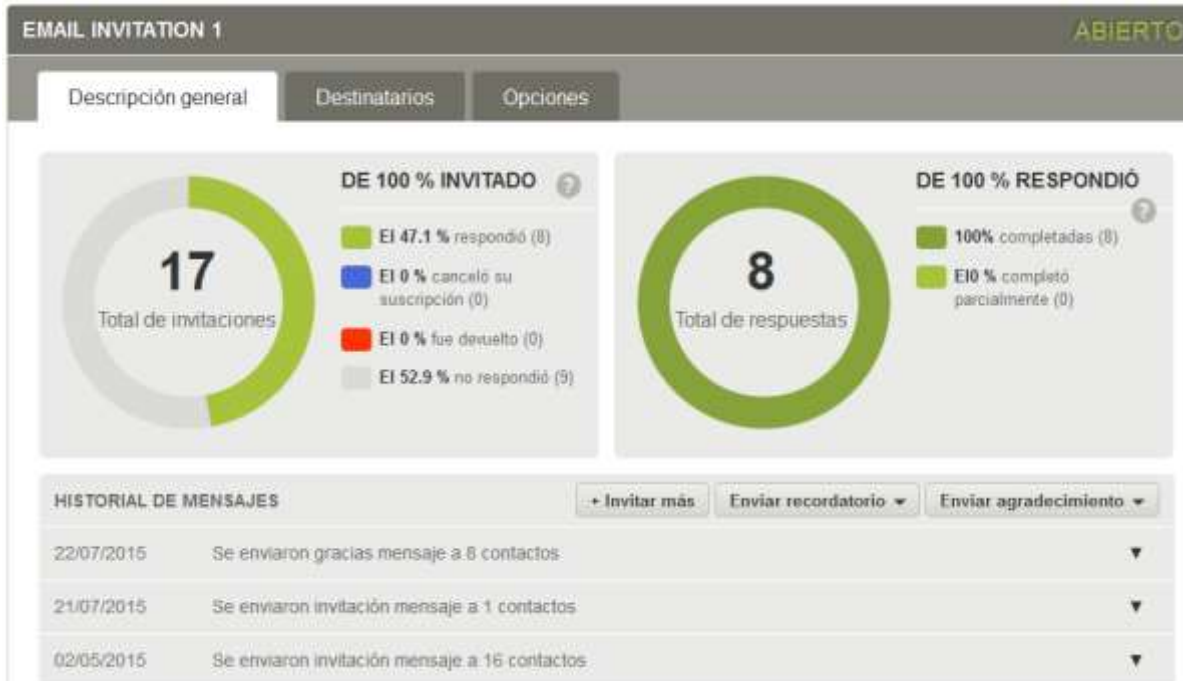 EMAIL INVITATION 1
ABIERTO
Descripción general
Destinatarios
Opciones
17
Total de invitaciones
DE 100 % INVITADO
?
El 47.1 % respondió (8)
El 0 % canceló su
suscripción (0)
El 0 % fue devuelto (0)
El 52.9 % no respondió (9)
8
Total de respuestas
DE 100 % RESPONDIÓ
?
100% completadas (8)
El0 % completó
parcialmente (0)
HISTORIAL DE MENSAJES
+ Invitar más
Enviar recordatorio
Enviar agradecimiento
22/07/2015 Se enviaron gracias mensaje a 8 contactos
21/07/2015 Se enviaron invitación mensaje a 1 contactos
02/05/2015 Se enviaron invitación mensaje a 16 contactos